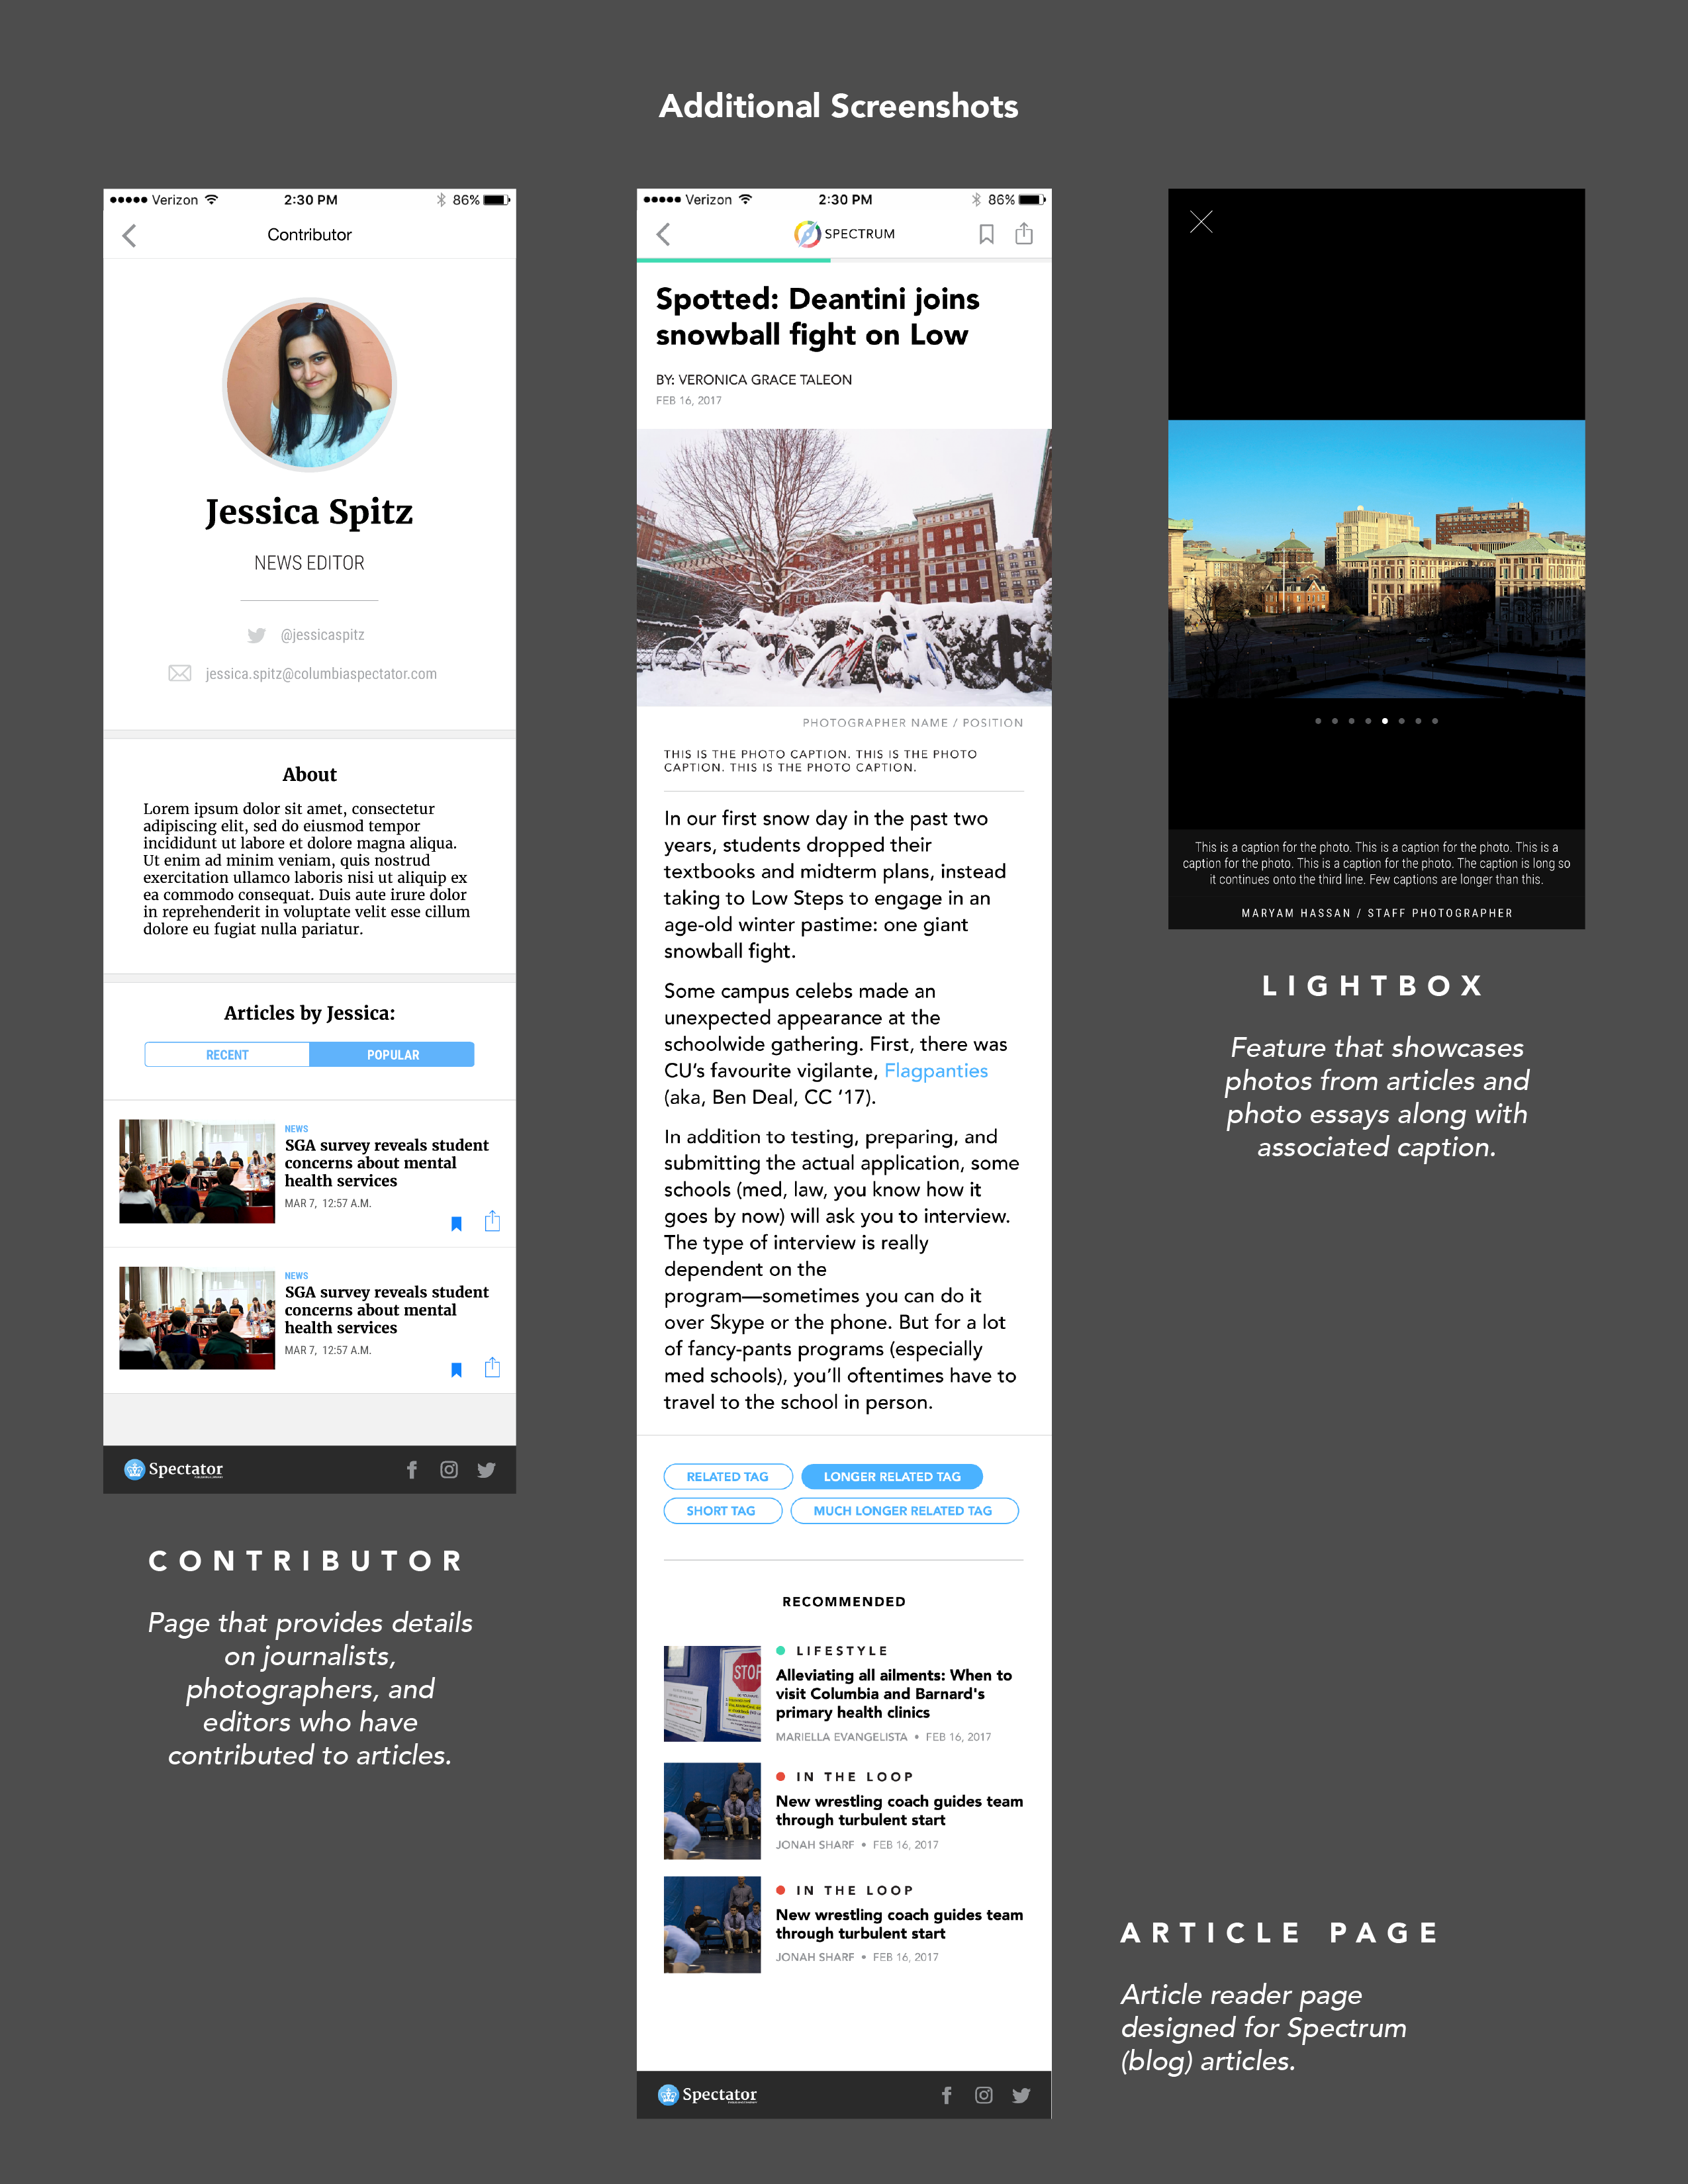 Additional Screenshots
Verizon 2:30 PM 86%
Contributor
Jessica Spitz
NEWS EDITOR
@jessicaspitz
jessica.spitz@columbiaspectator.com
About
Lorem ipsum dolor sit amet, consectetur
adipiscing elit, sed do eiusmod tempor
incididunt ut labore et dolore magna aliqua.
Ut enim ad minim veniam, quis nostrud
exercitation ullamco laboris nisi ut aliquip ex
ea commodo consequat. Duis aute irure dolor
in reprehenderit in voluptate velit esse cillum
dolore eu fugiat nulla pariatur.
Articles by Jessica:
RECENT POPULAR
NEWS
SGA survey reveals student
concerns about mental
health services
MAR 7, 12:57 A.M.
NEWS
SGA survey reveals student
concerns about mental
health services
MAR 7, 12:57 A.M.
Spectator
CONTRIBUTOR
Page that provides details
on journalists,
photographers, and
editors who have
contributed to articles.
Verizon 2:30 PM 86%
SPECTRUM
Spotted: Deantini joins
snowball fight on Low
BY: VERONICA GRACE TALEON
FEB 16, 2017
PHOTOGRAPHER NAME / POSITION
THIS IS THE PHOTO CAPTION. THIS IS THE PHOTO
CAPTION. THIS IS THE PHOTO CAPTION.
In our first snow day in the past two
years, students dropped their
textbooks and midterm plans, instead
taking to Low Steps to engage in an
age-old winter pastime: one giant
snowball fight.
Some campus celebs made an
unexpected appearance at the
schoolwide gathering. First, there was
CU’s favourite vigilante, Flagpanties
(aka, Ben Deal, CC ‘17).
In addition to testing, preparing, and
submitting the actual application, some
schools (med, law, you know how it
goes by now) will ask you to interview.
The type of interview is really
dependent on the
program—sometimes you can do it
over Skype or the phone. But for a lot
of fancy-pants programs (especially
med schools), you’ll oftentimes have to
travel to the school in person.
RELATED TAG LONGER RELATED TAG
SHORT TAG MUCH LONGER RELATED TAG
RECOMMENDED
STOP
LIFESTYLE
Alleviating all ailments: When to
visit Columbia and Barnard's
primary health clinics
MARIELLA EVANGELISTA • FEB 16, 2017
IN THE LOOP
New wrestling coach guides team
through turbulent start
JONAH SHARF • FEB 16, 2017
IN THE LOOP
New wrestling coach guides team
through turbulent start
JONAH SHARF • FEB 16, 2017
Spectator
This is a caption for the photo. This is a caption for the photo. This is a
caption for the photo. This is a caption for the photo. The caption is long so
it continues onto the third line. Few captions are longer than this.
MARYAM HASSAN / STAFF PHOTOGRAPHER
LIGHTBOX
Feature that showcases
photos from articles and
photo essays along with
associated caption.
ARTICLE PAGE
Article reader page
designed for Spectrum
(blog) articles.